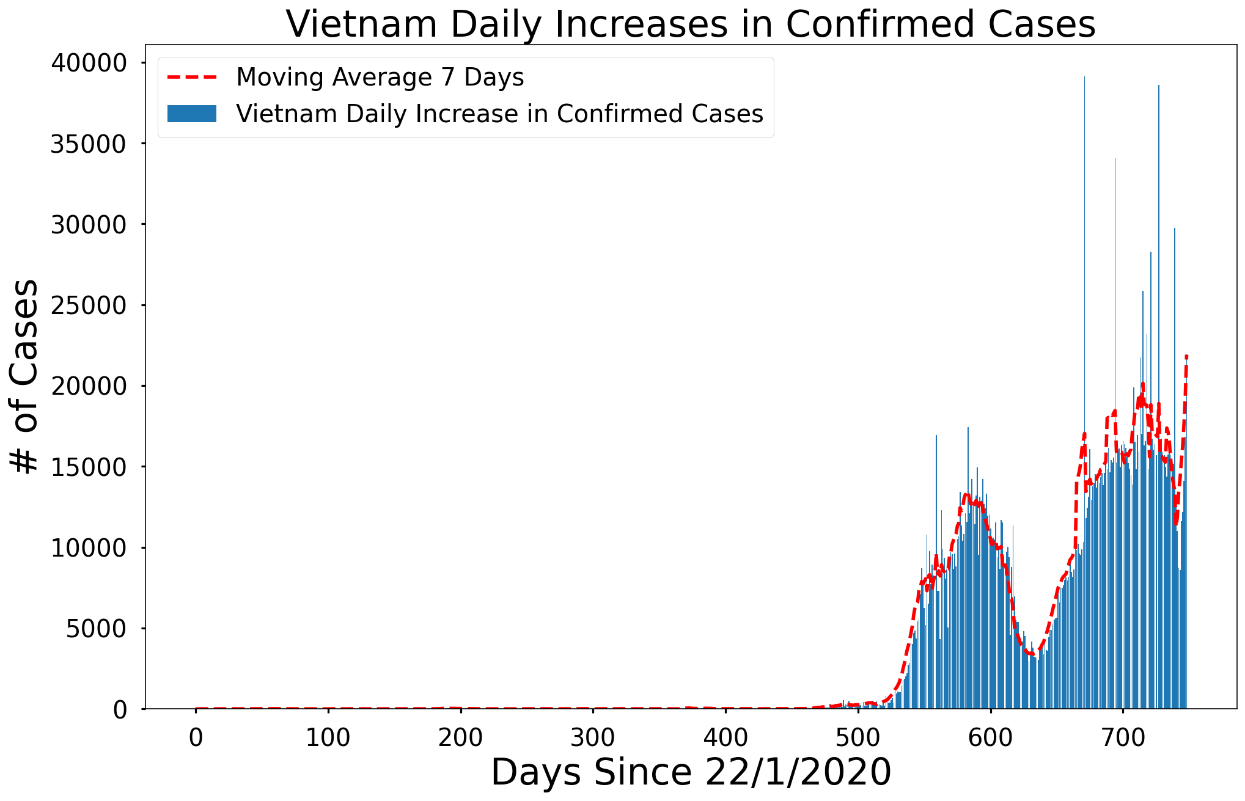 Vietnam Daily Increases in Confirmed Cases
Moving Average 7 Days
Vietnam Daily Increase in Confirmed Cases
# of Cases
40000
35000
30000
25000
20000
15000
10000
5000
0
0 100 200 300 400 500 600 700
Days Since 22/1/2020